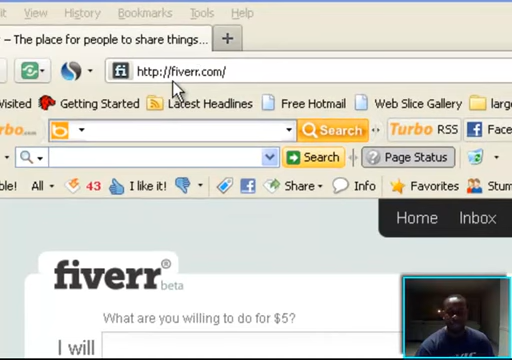 View History Bookmarks Tools Help
– The place for people to share things...
http://fiverr.com/
Visited Getting Started Latest Headlines Free Hotmail Web Slice Gallery
Turbo Search Turbo RSS
Search Page Status
All 43 I like it! Share Info Favorites
Home Inbox
fiverr®
beta
What are you willing to do for $5?
I will